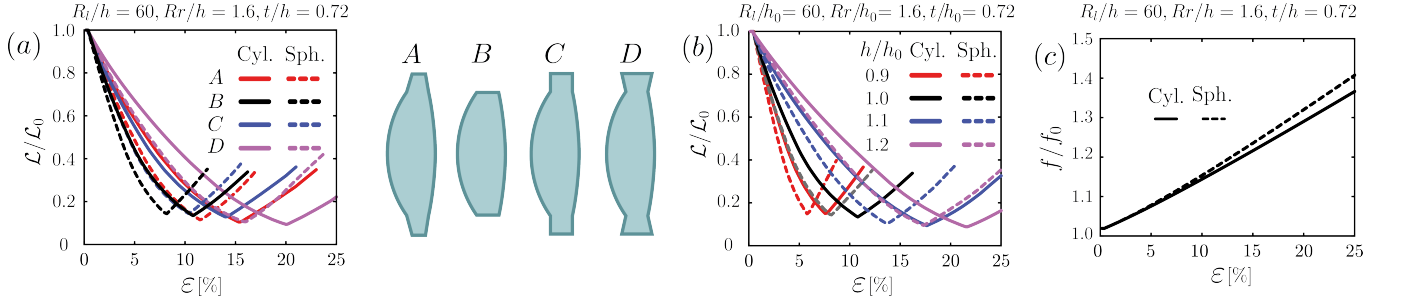 R_l/h = 60, Rr/h = 1.6, t/h = 0.72
(a)
Cyl. Sph.
A
B
C
D
1.0
0.8
0.6
0.4
0.2
0
L/L_0
0 5 10 15 20 25
ε[%]
A B C D
R_l/h_0= 60, Rr/h_0= 1.6, t/h_0= 0.72
(b)
h/h_0 Cyl. Sph.
0.9
1.0
1.1
1.2
1.0
0.8
0.6
0.4
0.2
0
L/L_0
0 5 10 15 20 25
ε[%]
R_l/h = 60, Rr/h = 1.6, t/h = 0.72
(c)
Cyl. Sph.
1.5
1.4
1.3
1.2
1.1
1.0
f/f_0
0 5 10 15 20 25
ε[%]